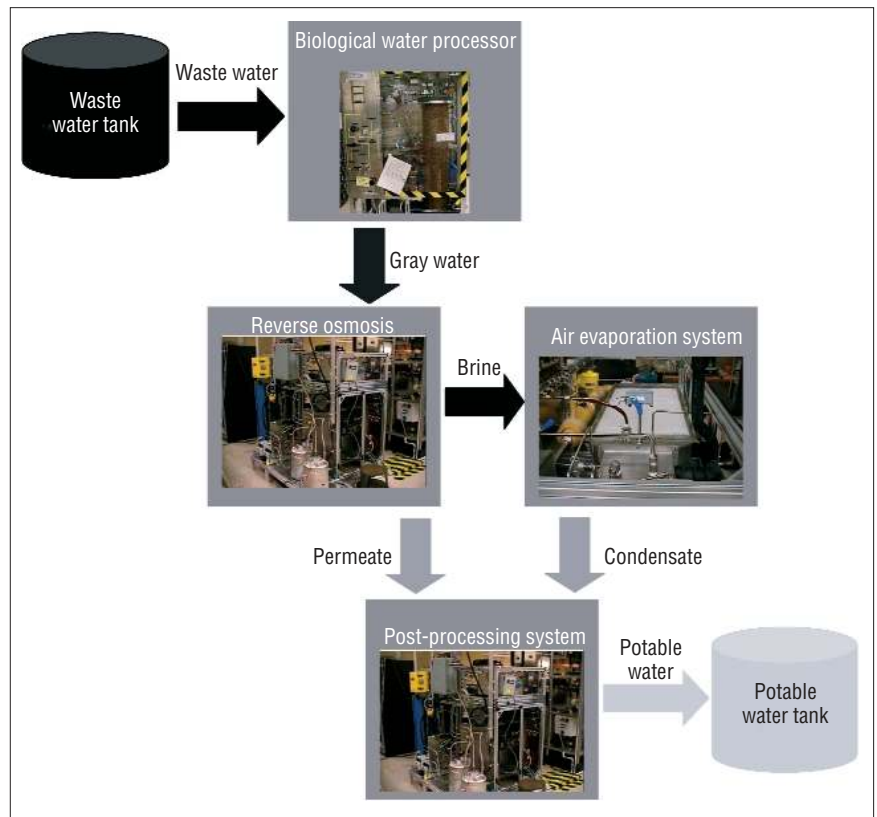 Biological water processor
Waste water
Waste
water tank
Gray water
Reverse osmosis
Air evaporation system
Brine
Permeate
Condensate
Post-processing system
Potable
water
Potable
water tank